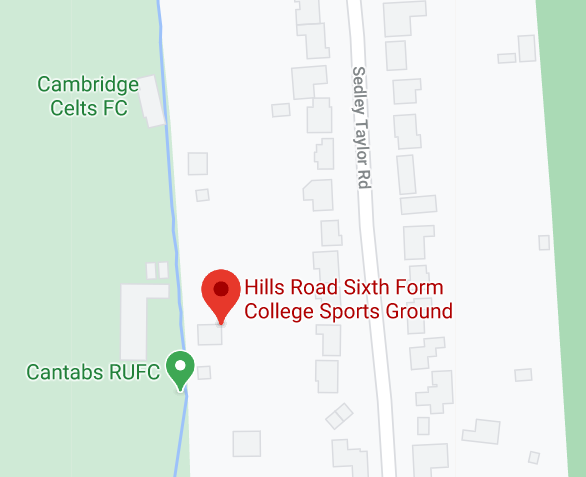 Cambridge
Celts FC
Sedley Taylor Rd
Hills Road Sixth Form
College Sports Ground
Cantabs RUFC